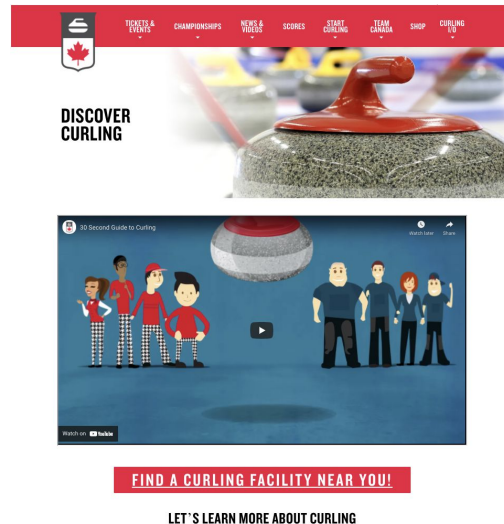 TICKETS &
EVENTS
CHAMPIONSHIPS
NEWS &
VIDEOS
SCORES
START
CURLING
TEAM
CANADA
SHOP
CURLING
I/O
DISCOVER
CURLING
30 Second Guide to Curling
Watch later
Share
Watch on YouTube
FIND A CURLING FACILITY NEAR YOU!
LET`S LEARN MORE ABOUT CURLING